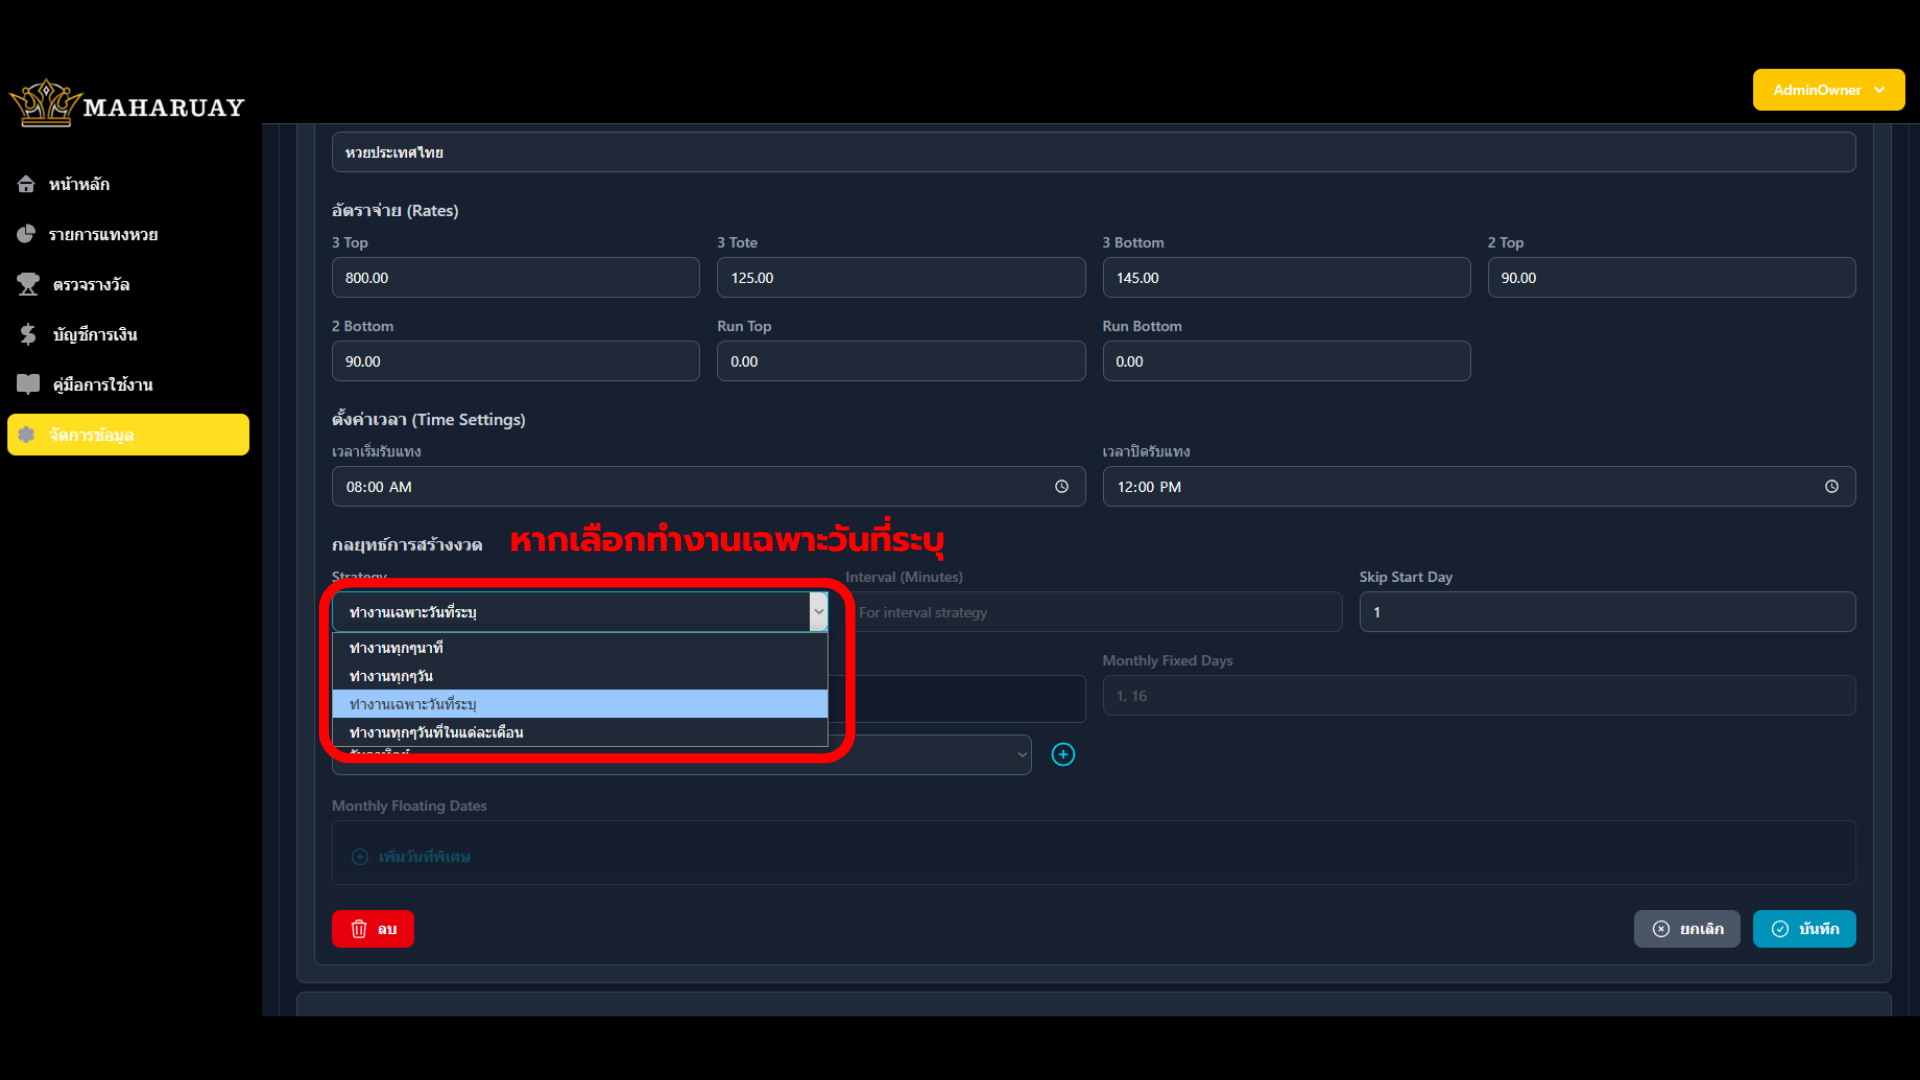 MAHARUAY
AdminOwner
หน้าหลัก
รายการแทงหวย
ตรวจรางวัล
บัญชีการเงิน
คู่มือการใช้งาน
จัดการข้อมูล
หวยประเทศไทย
อัตราจ่าย (Rates)
3 Top
3 Tote
3 Bottom
2 Top
800.00
125.00
145.00
90.00
2 Bottom
Run Top
Run Bottom
90.00
0.00
0.00
ตั้งค่าเวลา (Time Settings)
เวลาเริ่มรับแทง
เวลาปิดรับแทง
08:00 AM
12:00 PM
กลยุทธ์การสร้างงวด
หากเลือกทำงานเฉพาะวันที่ระบุ
Strategy
Interval (Minutes)
Skip Start Day
ทำงานเฉพาะวันที่ระบุ
For interval strategy
1
ทำงานทุกๆนาที
ทำงานทุกๆวัน
ทำงานเฉพาะวันที่ระบุ
ทำงานทุกๆวันที่ในแต่ละเดือน
Monthly Fixed Days
1, 16
Monthly Floating Dates
เพิ่มวันที่พิเศษ
ลบ
ยกเลิก
บันทึก